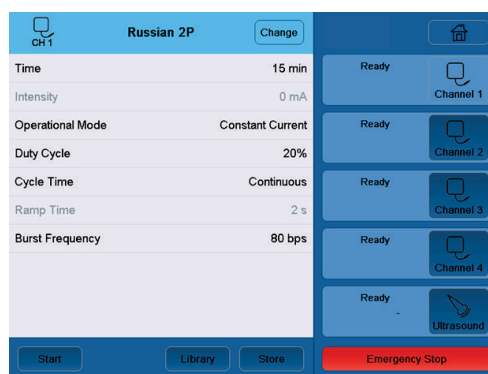 CH 1
Russian 2P
Change
Time 15 min
Intensity 0 mA
Operational Mode Constant Current
Duty Cycle 20%
Cycle Time Continuous
Ramp Time 2 s
Burst Frequency 80 bps
Start
Library
Store
Ready
Channel 1
Ready
Channel 2
Ready
Channel 3
Ready
Channel 4
Ready
-
Ultrasound
Emergency Stop